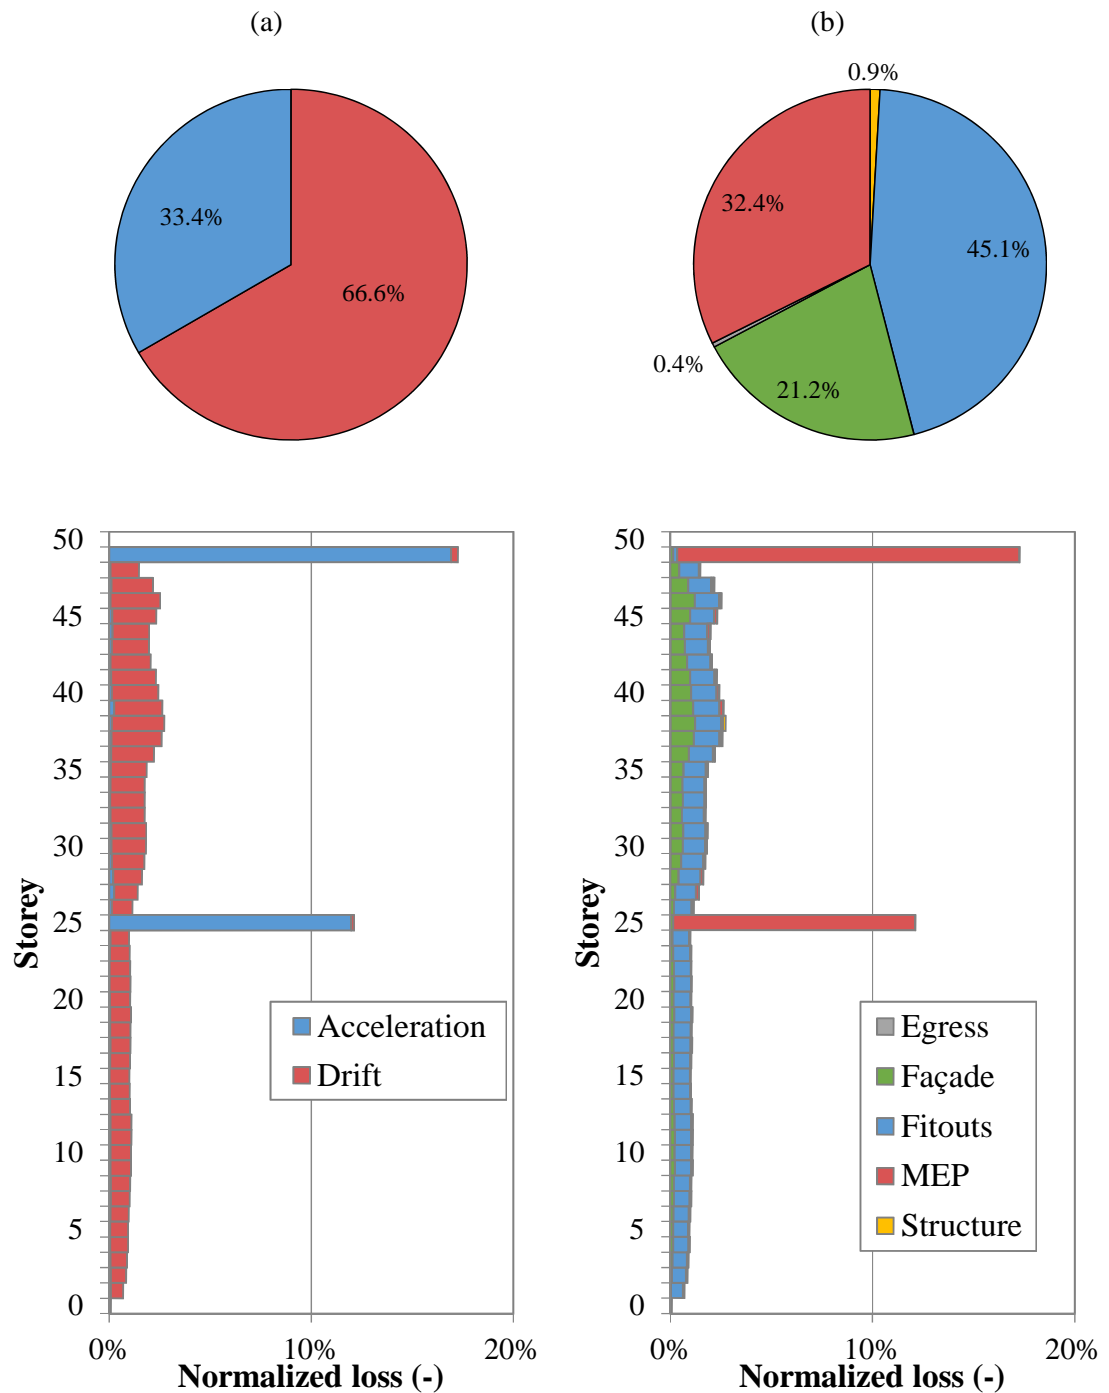 (a)
(b)
0.9%
33.4%
66.6%
32.4%
45.1%
0.4%
21.2%
50
45
40
35
30
25
20
15
10
5
0
Storey
Acceleration
Drift
0%
10%
20%
Normalized loss (-)
50
45
40
35
30
25
20
15
10
5
0
Storey
Egress
Façade
Fitouts
MEP
Structure
0%
10%
20%
Normalized loss (-)